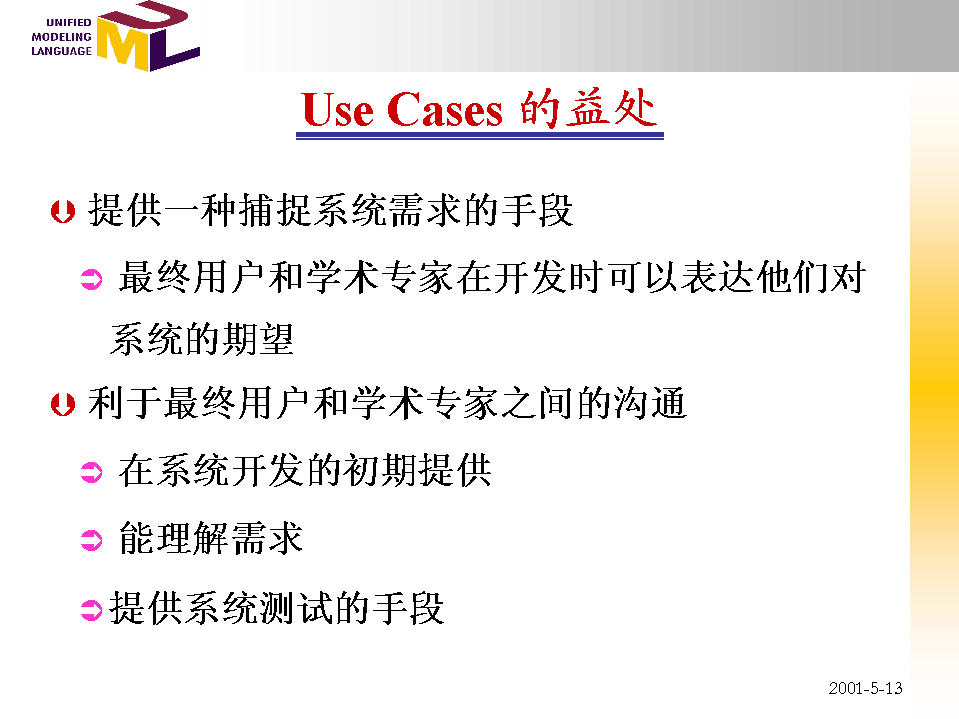 UNIFIED
MODELING
LANGUAGE
UML
Use Cases 的益处
提供一种捕捉系统需求的手段
最终用户和学术专家在开发时可以表达他们对
系统的期望
利于最终用户和学术专家之间的沟通
在系统开发的初期提供
能理解需求
提供系统测试的手段
2001-5-13